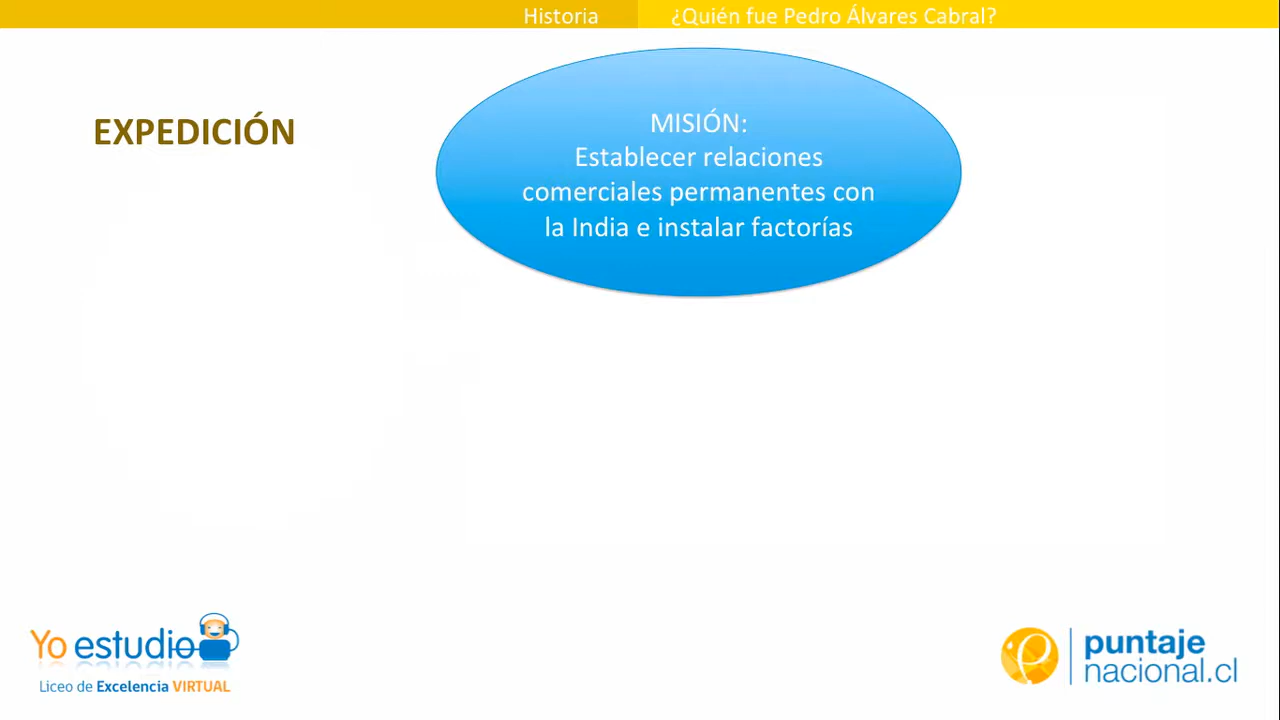 Historia
¿Quién fue Pedro Álvares Cabral?
EXPEDICIÓN
MISIÓN:
Establecer relaciones
comerciales permanentes con
la India e instalar factorías
Yo estudio
Liceo de Excelencia VIRTUAL
puntaje
nacional.cl